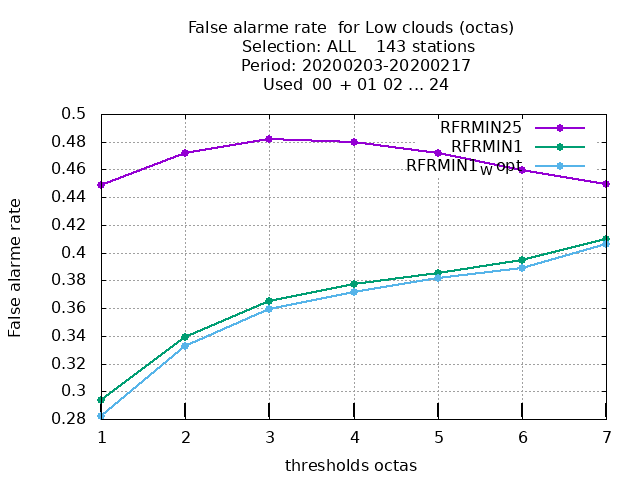 False alarme rate  for Low clouds (octas)
Selection: ALL    143 stations
Period: 20200203-20200217
Used  00 + 01 02 ... 24
RFRMIN25
RFRMIN1
RFRMIN1W opt
0.5
0.48
0.46
0.44
0.42
0.4
0.38
0.36
0.34
0.32
0.3
0.28
False alarme rate
1 2 3 4 5 6 7
thresholds octas